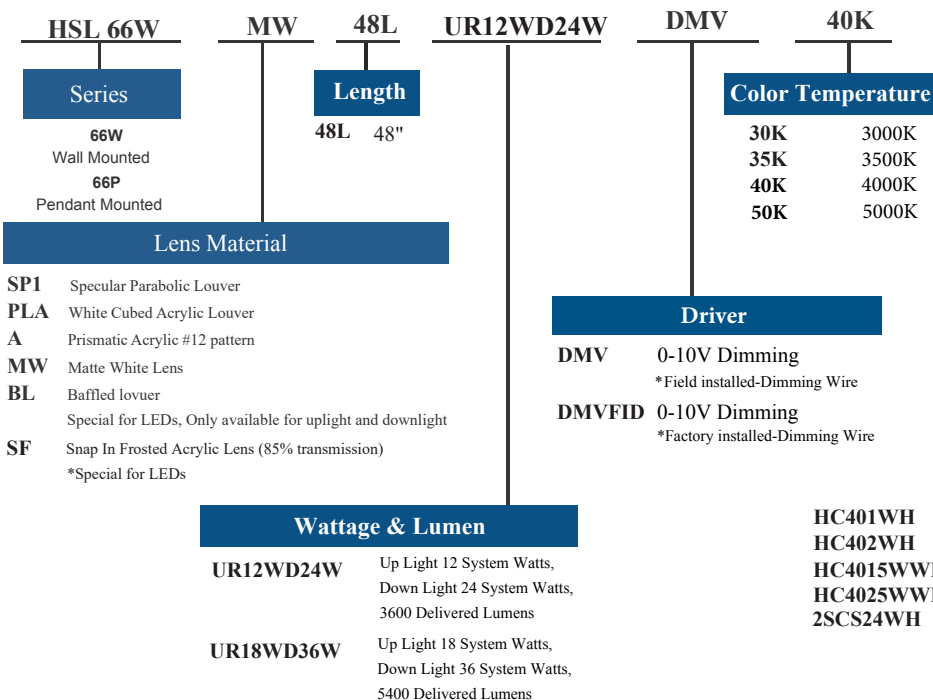 HSL 66W MW 48L UR12WD24W DMV 40K
Series
66W
Wall Mounted
66P
Pendant Mounted
Length
48L 48"
Color Temperature
30K 3000K
35K 3500K
40K 4000K
50K 5000K
Lens Material
SP1 Specular Parabolic Louver
PLA White Cubed Acrylic Louver
A Prismatic Acrylic #12 pattern
MW Matte White Lens
BL Baffled lovuer
Special for LEDs, Only available for uplight and downlight
SF Snap In Frosted Acrylic Lens (85% transmission)
*Special for LEDs
Driver
DMV 0-10V Dimming
*Field installed-Dimming Wire
DMVFID 0-10V Dimming
*Factory installed-Dimming Wire
Wattage & Lumen
UR12WD24W Up Light 12 System Watts,
Down Light 24 System Watts,
3600 Delivered Lumens
UR18WD36W Up Light 18 System Watts,
Down Light 36 System Watts,
5400 Delivered Lumens
HC401WH
HC402WH
2SCS24WH